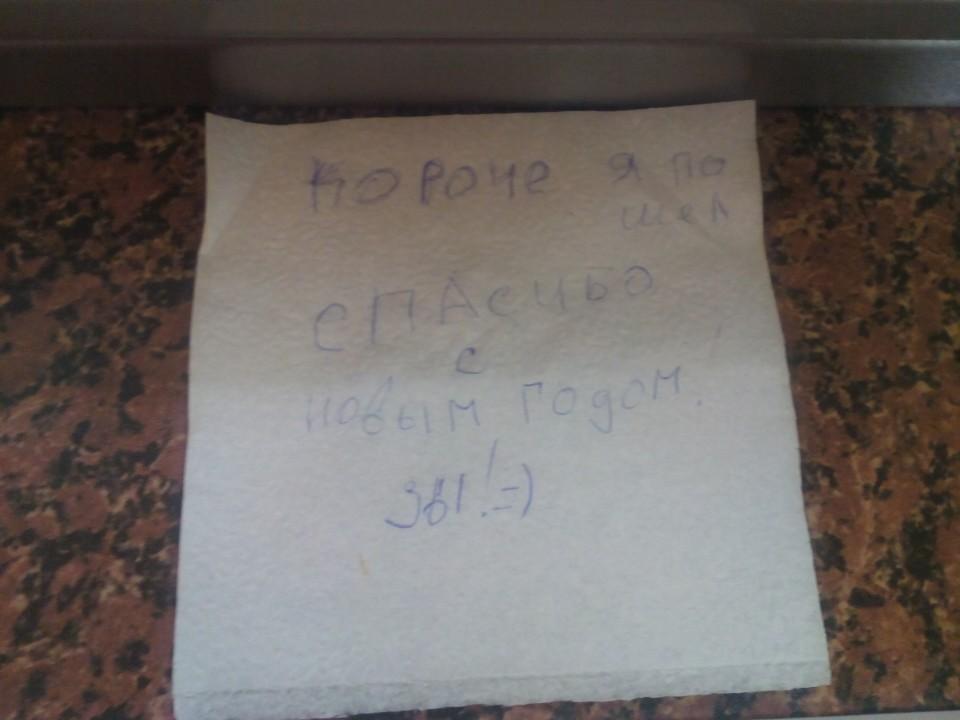 короче я по
шел
СПАСИБО
с
новым годом!
ЗЫ! =)